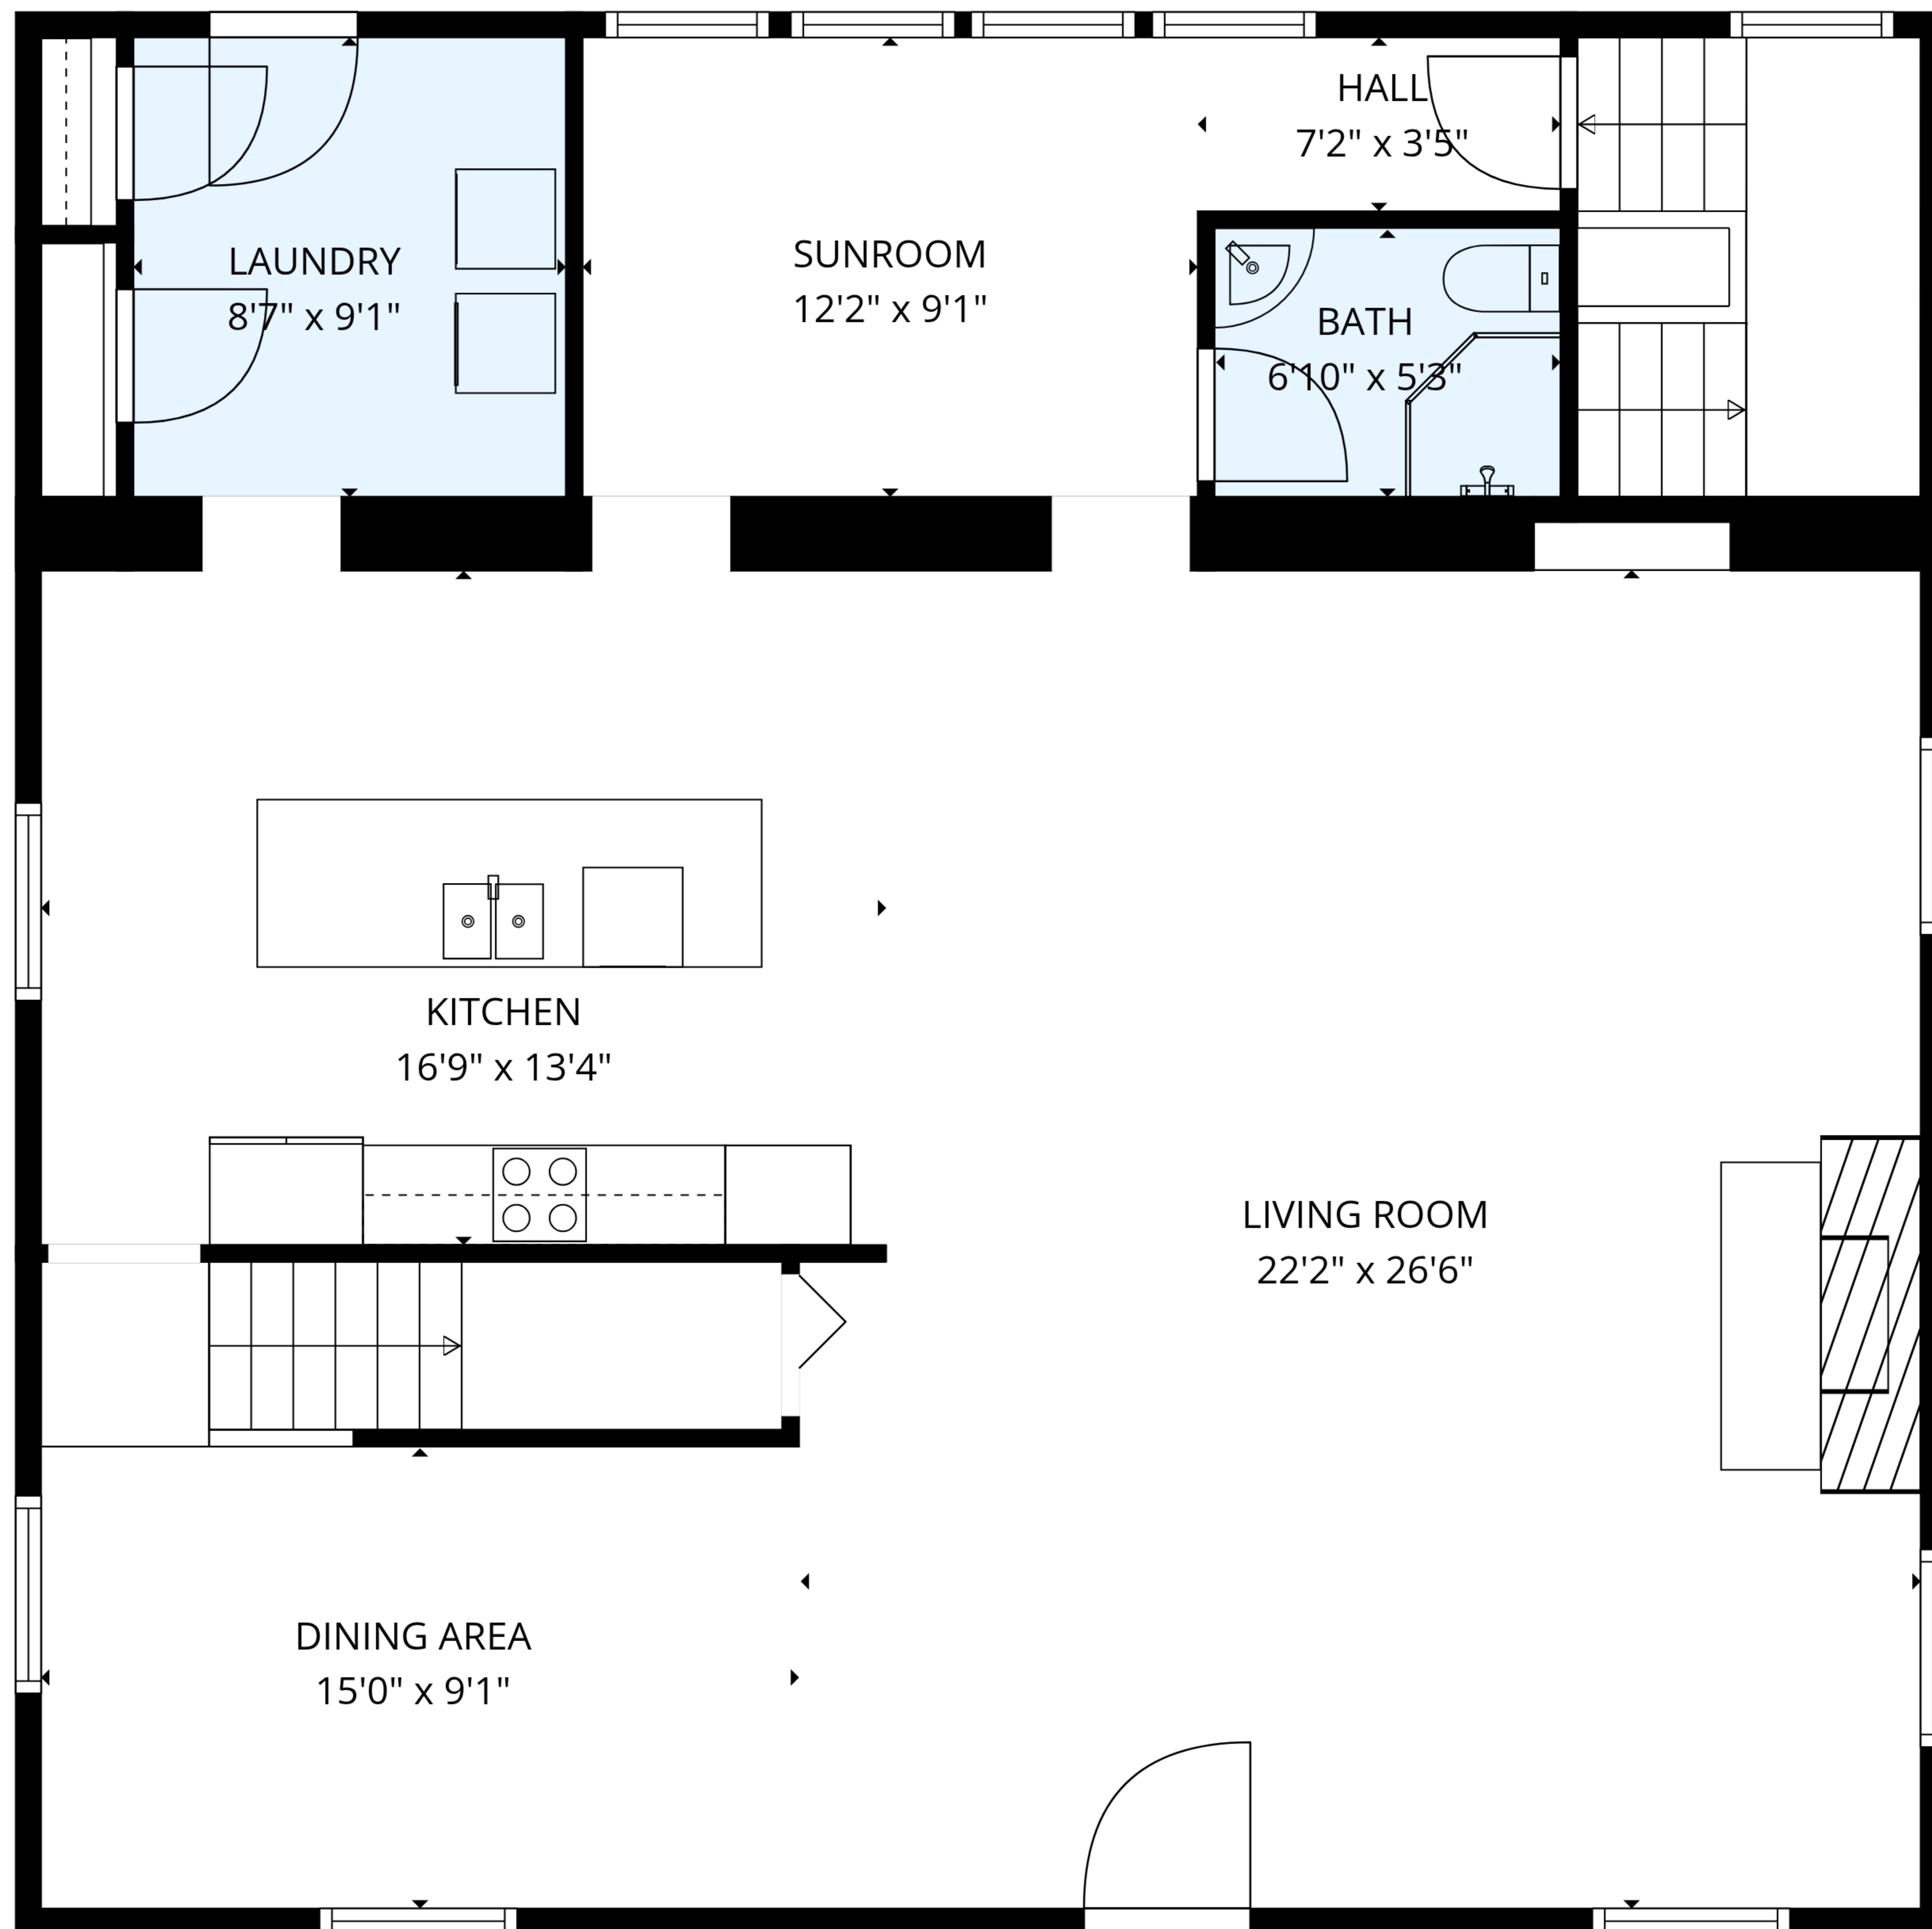 HALL
7'2" x 3'5"
LAUNDRY
8'7" x 9'1"
SUNROOM
12'2" x 9'1"
BATH
6'10" x 5'3"
KITCHEN
16'9" x 13'4"
LIVING ROOM
22'2" x 26'6"
DINING AREA
15'0" x 9'1"